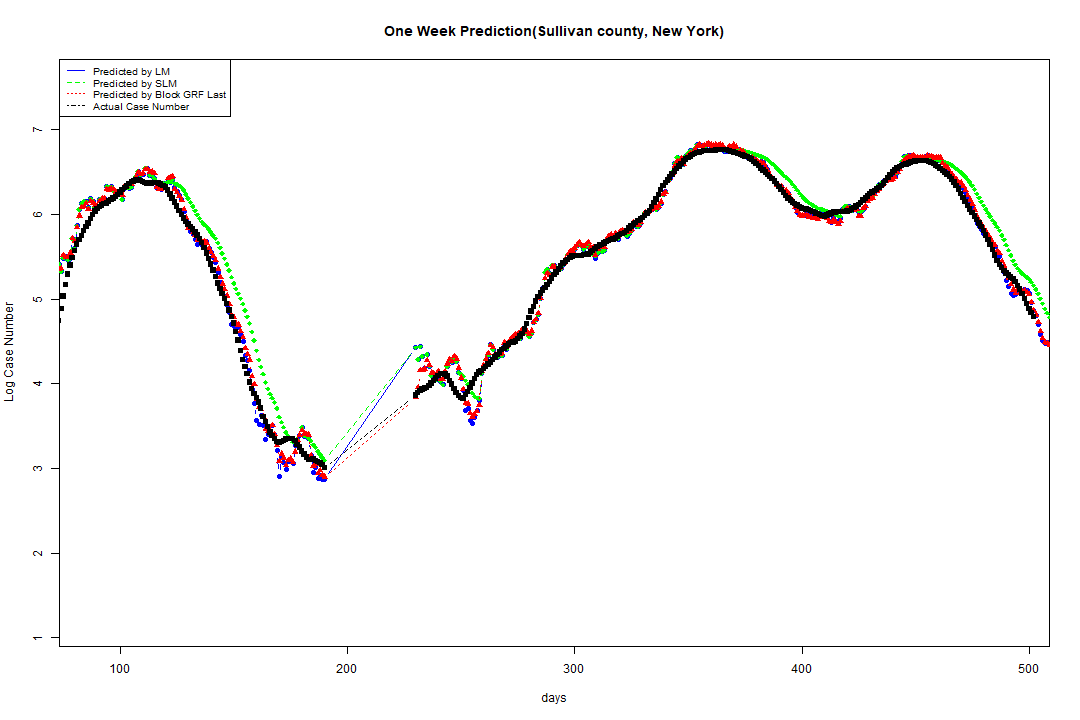 One Week Prediction(Sullivan county, New York)
Predicted by LM
Predicted by SLM
Predicted by Block GRF Last
Actual Case Number
7
6
5
4
3
2
1
Log Case Number
100 200 300 400 500
days